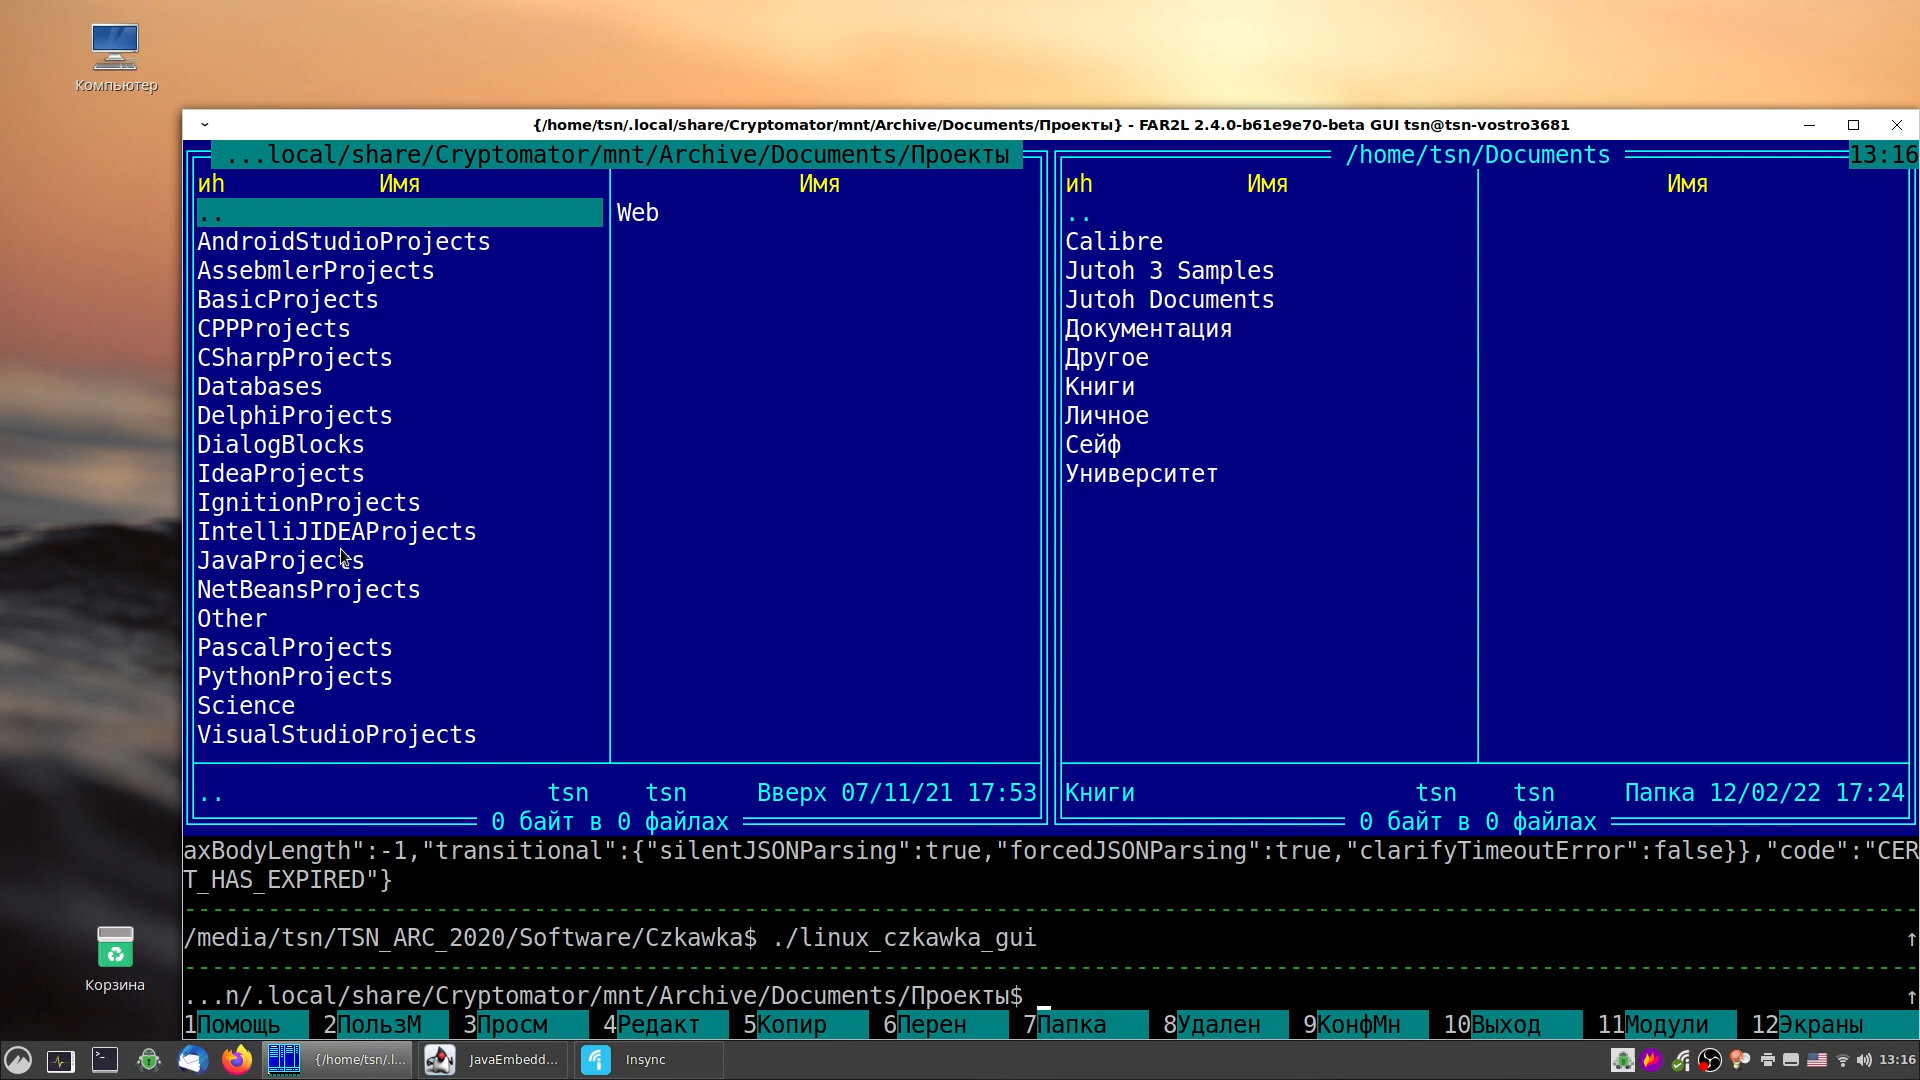 Компьютер
{/home/tsn/.local/share/Cryptomator/mnt/Archive/Documents/Проекты} - FAR2L 2.4.0-b61e9e70-beta GUI tsn@tsn-vostro3681
...local/share/Cryptomator/mnt/Archive/Documents/Проекты
иh Имя Имя
..
AndroidStudioProjects
AssebmlerProjects
BasicProjects
CPPProjects
CSharpProjects
Databases
DelphiProjects
DialogBlocks
IdeaProjects
IgnitionProjects
IntelliJIDEAProjects
JavaProjects
NetBeansProjects
Other
PascalProjects
PythonProjects
Science
VisualStudioProjects
Web
.. tsn tsn Вверх 07/11/21 17:53
0 байт в 0 файлах
/home/tsn/Documents 13:16
иh Имя Имя
..
Calibre
Jutoh 3 Samples
Jutoh Documents
Документация
Другое
Книги
Личное
Сейф
Университет
Книги tsn tsn Папка 12/02/22 17:24
0 байт в 0 файлах
axBodyLength":-1,"transitional":{"silentJSONParsing":true,"forcedJSONParsing":true,"clarifyTimeoutError":false}},"code":"CER
T_HAS_EXPIRED"}
/media/tsn/TSN_ARC_2020/Software/Czkawka$ ./linux_czkawka_gui ↑
...n/.local/share/Cryptomator/mnt/Archive/Documents/Проекты$ ↑
1Помощь 2ПользМ 3Просм 4Редакт 5Копир 6Перен 7Папка 8Удален 9КонфМн 10Выход 11Модули 12Экраны
Корзина
{/home/tsn/.l... JavaEmbedd... Insync 13:16